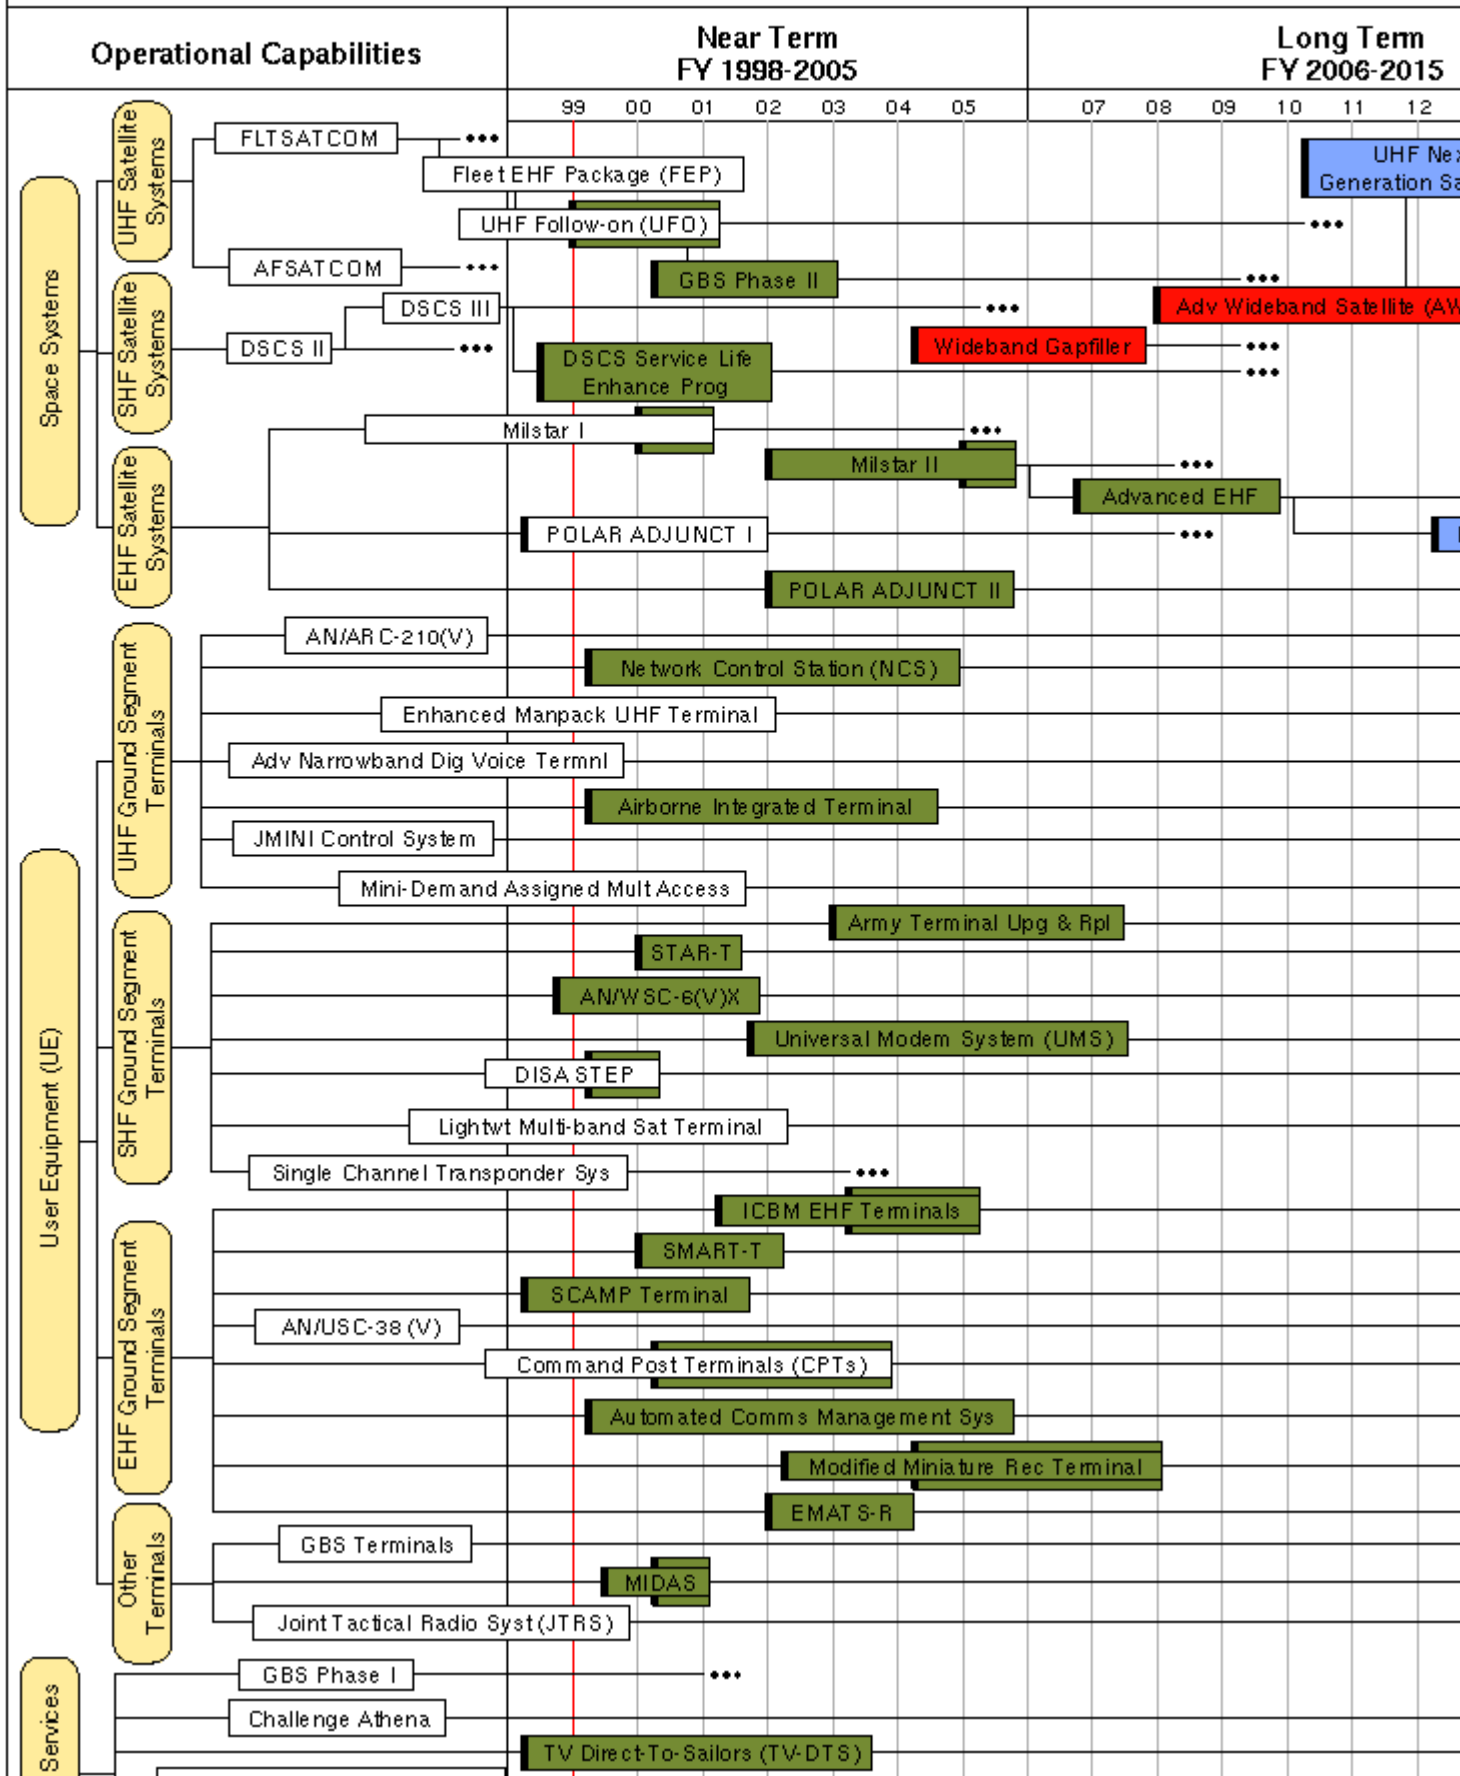 Operational Capabilities
Near Term
FY 1998-2005
Long Term
FY 2006-2015
99 00 01 02 03 04 05 07 08 09 10 11 12
Space Systems
UHF Satellite
Systems
FLTSATCOM
Fleet EHF Package (FEP)
UHF Follow-on (UFO)
AFSATCOM
GBS Phase II
UHF
Generation
SHF Satellite
Systems
DSCS III
DSCS II
Adv Wideband Satellite
Wideband Gapfiller
DSCS Service Life
Enhance Prog
EHF Satellite
Systems
Milstar I
Milstar II
Advanced EHF
POLAR ADJUNCT I
POLAR ADJUNCT II
User Equipment (UE)
UHF Ground Segment
Terminals
AN/ARC-210(V)
Network Control Station (NCS)
Enhanced Manpack UHF Terminal
Adv Narrowband Dig Voice Termnl
Airborne Integrated Terminal
JMINI Control System
Mini-Demand Assigned Mult Access
SHF Ground Segment
Terminals
Army Terminal Upg & Rpl
STAR-T
AN/WSC-6(V)X
Universal Modem System (UMS)
DISA STEP
Lightwt Multi-band Sat Terminal
Single Channel Transponder Sys
EHF Ground Segment
Terminals
ICBM EHF Terminals
SMART-T
SCAMP Terminal
AN/USC-38 (V)
Command Post Terminals (CPTs)
Automated Comms Management Sys
Modified Miniature Rec Terminal
EMATS-R
Other
Terminals
GBS Terminals
MIDAS
Joint Tactical Radio Syst (JTRS)
Services
GBS Phase I
Challenge Athena
TV Direct-To-Sailors (TV-DTS)